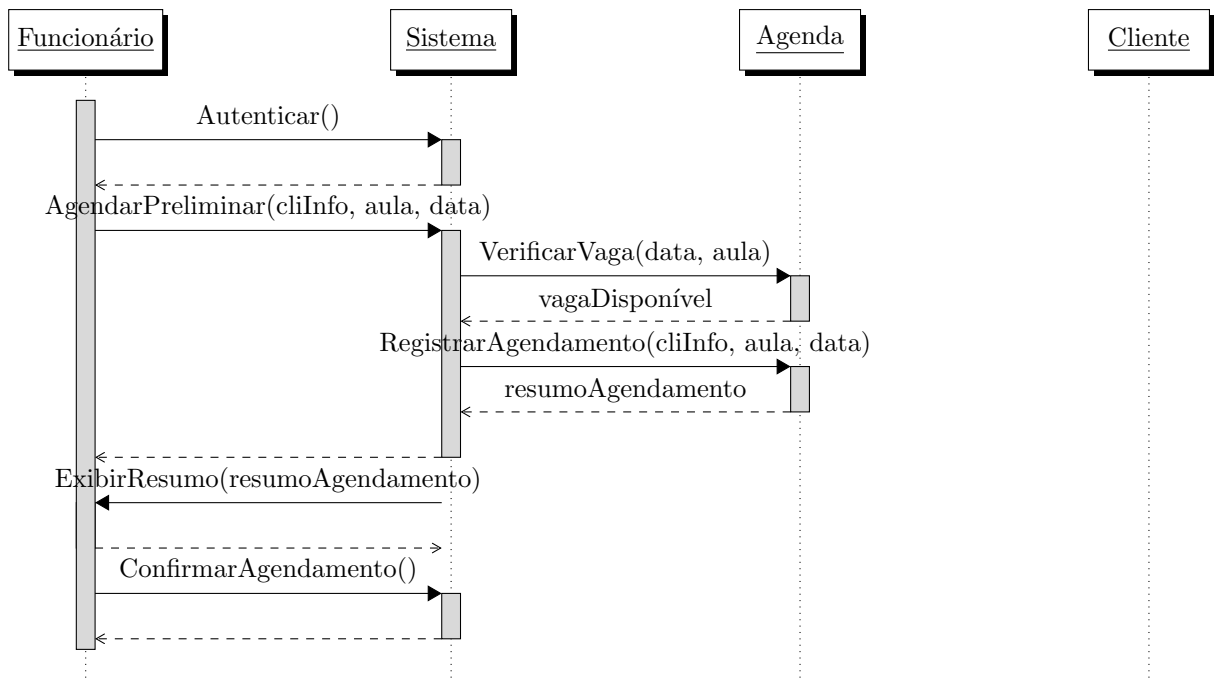 Funcionário
Sistema
Agenda
Cliente
Autenticar()
AgendarPreliminar(cliInfo, aula, data)
VerificarVaga(data, aula)
vagaDisponível
RegistrarAgendamento(cliInfo, aula, data)
resumoAgendamento
ExibirResumo(resumoAgendamento)
ConfirmarAgendamento()